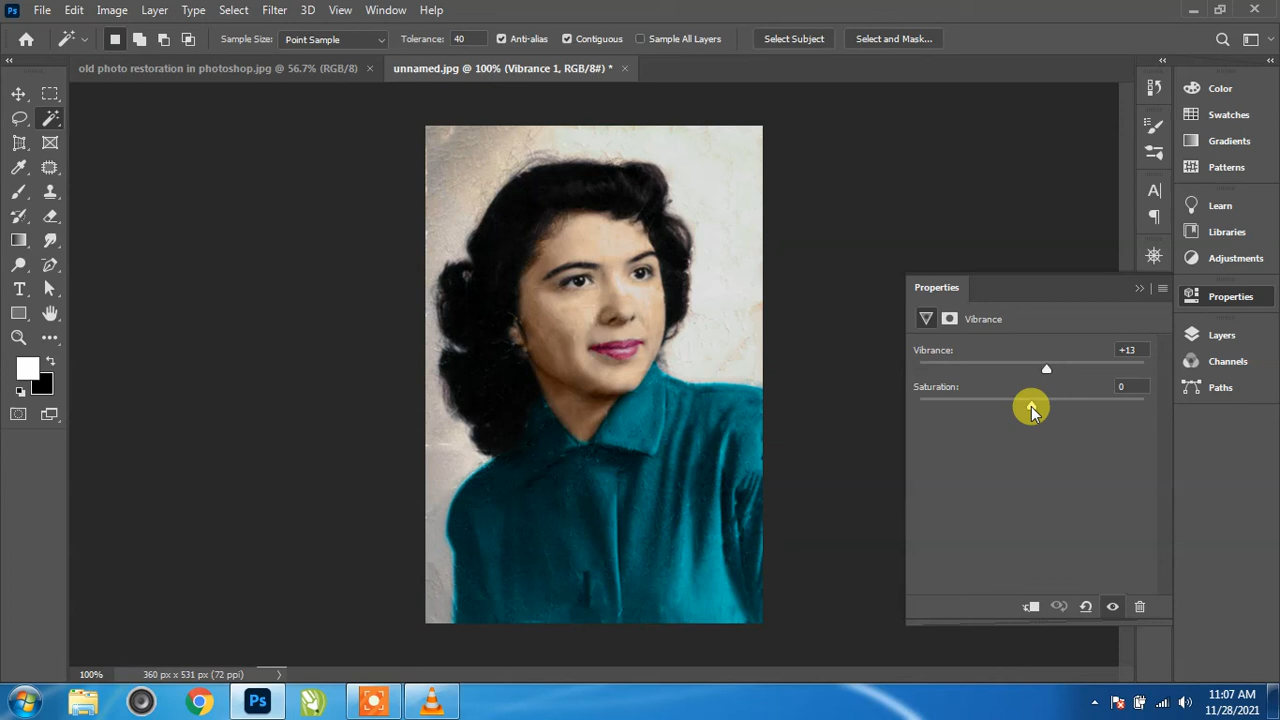 Ps File Edit Image Layer Type Select Filter 3D View Window Help
Sample Size: Point Sample Tolerance: 40 Anti-alias Contiguous Sample All Layers Select Subject Select and Mask...
old photo restoration in photoshop.jpg @ 56.7% (RGB/8) × unnamed.jpg @ 100% (Vibrance 1, RGB/8#) * ×
Color
Swatches
Gradients
Patterns
Learn
Libraries
Adjustments
Properties
Layers
Channels
Paths
Properties
Vibrance
Vibrance: +13
Saturation: 0
100% 360 px x 531 px (72 ppi)
Ps
11:07 AM
11/28/2021